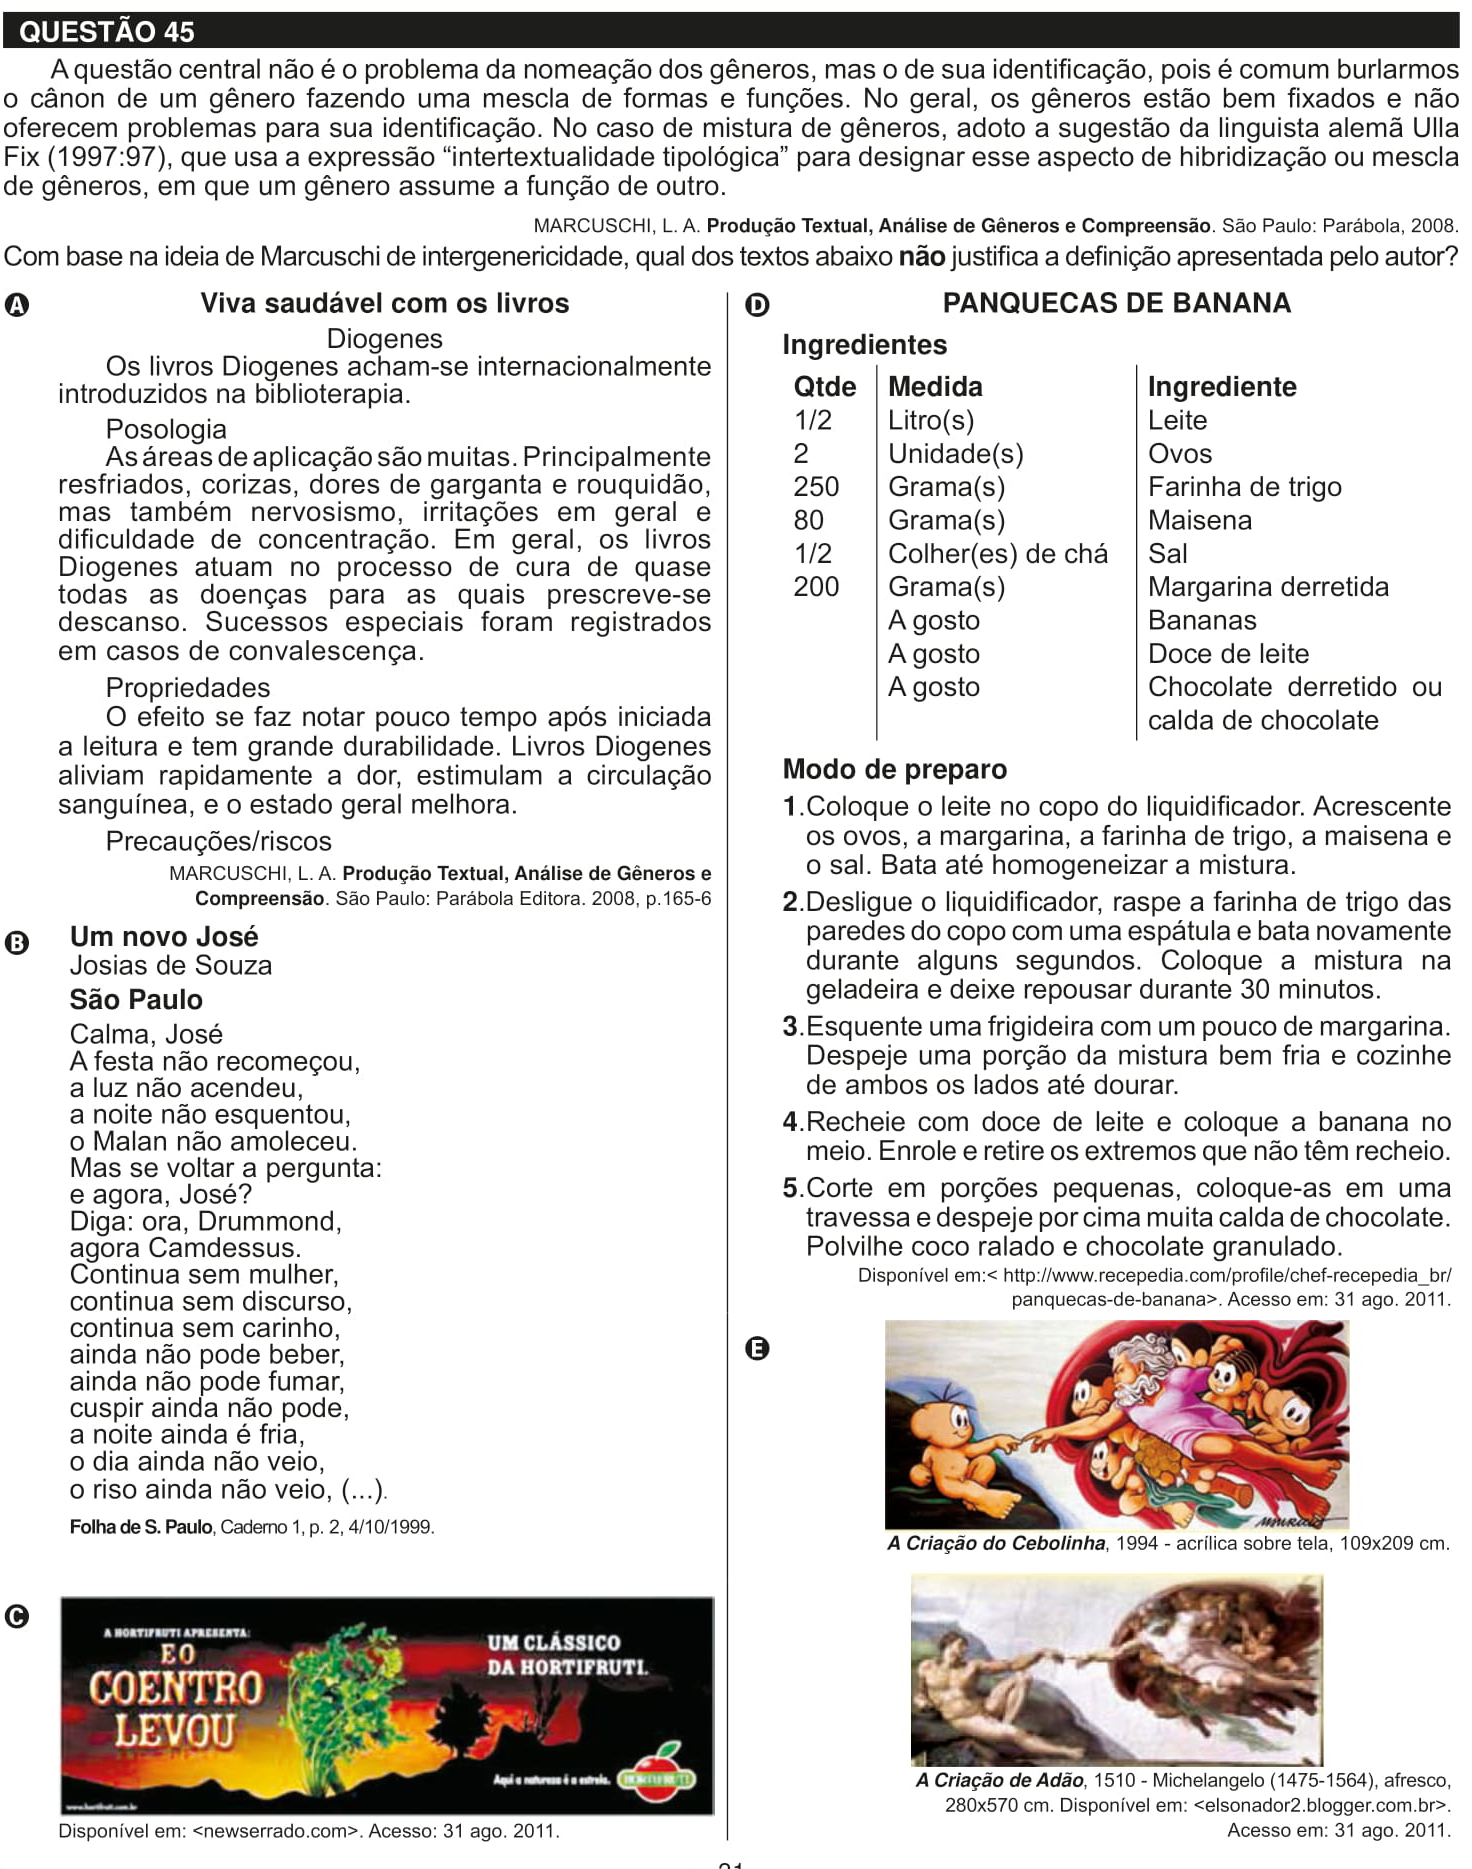 QUESTÃO 45
A questão central não é o problema da nomeação dos gêneros, mas o de sua identificação, pois é comum burlarmos
o cânon de um gênero fazendo uma mescla de formas e funções. No geral, os gêneros estão bem fixados e não
oferecem problemas para sua identificação. No caso de mistura de gêneros, adoto a sugestão da linguista alemã Ulla
Fix (1997:97), que usa a expressão “intertextualidade tipológica” para designar esse aspecto de hibridização ou mescla
de gêneros, em que um gênero assume a função de outro.
MARCUSCHI, L. A. Produção Textual, Análise de Gêneros e Compreensão. São Paulo: Parábola, 2008.
Com base na ideia de Marcuschi de intergenericidade, qual dos textos abaixo não justifica a definição apresentada pelo autor?
A
Viva saudável com os livros
Diogenes
Os livros Diogenes acham-se internacionalmente
introduzidos na biblioterapia.
Posologia
As áreas de aplicação são muitas. Principalmente
resfriados, corizas, dores de garganta e rouquidão,
mas também nervosismo, irritações em geral e
dificuldade de concentração. Em geral, os livros
Diogenes atuam no processo de cura de quase
todas as doenças para as quais prescreve-se
descanso. Sucessos especiais foram registrados
em casos de convalescença.
Propriedades
O efeito se faz notar pouco tempo após iniciada
a leitura e tem grande durabilidade. Livros Diogenes
aliviam rapidamente a dor, estimulam a circulação
sanguínea, e o estado geral melhora.
Precauções/riscos
MARCUSCHI, L. A. Produção Textual, Análise de Gêneros e
Compreensão. São Paulo: Parábola Editora. 2008, p.165-6
B
Um novo José
Josias de Souza
São Paulo
Calma, José
A festa não recomeçou,
a luz não acendeu,
a noite não esquentou,
o Malan não amoleceu.
Mas se voltar a pergunta:
e agora, José?
Diga: ora, Drummond,
agora Camdessus.
Continua sem mulher,
continua sem discurso,
continua sem carinho,
ainda não pode beber,
ainda não pode fumar,
cuspir ainda não pode,
a noite ainda é fria,
o dia ainda não veio,
o riso ainda não veio, (...).
Folha de S. Paulo, Caderno 1, p. 2, 4/10/1999.
C
A HORTIFRUTI APRESENTA:
E O
COENTRO
LEVOU
UM CLÁSSICO
DA HORTIFRUTI.
Aqui a natureza é a estrela.
HORTIFRUTI
www.hortifruti.com.br
Disponível em: <newserrado.com>. Acesso: 31 ago. 2011.
D
PANQUECAS DE BANANA
Ingredientes
Qtde Medida Ingrediente
1/2 Litro(s) Leite
2 Unidade(s) Ovos
250 Grama(s) Farinha de trigo
80 Grama(s) Maisena
1/2 Colher(es) de chá Sal
200 Grama(s) Margarina derretida
A gosto Bananas
A gosto Doce de leite
A gosto Chocolate derretido ou
calda de chocolate
Modo de preparo
1.Coloque o leite no copo do liquidificador. Acrescente
os ovos, a margarina, a farinha de trigo, a maisena e
o sal. Bata até homogeneizar a mistura.
2.Desligue o liquidificador, raspe a farinha de trigo das
paredes do copo com uma espátula e bata novamente
durante alguns segundos. Coloque a mistura na
geladeira e deixe repousar durante 30 minutos.
3.Esquente uma frigideira com um pouco de margarina.
Despeje uma porção da mistura bem fria e cozinhe
de ambos os lados até dourar.
4.Recheie com doce de leite e coloque a banana no
meio. Enrole e retire os extremos que não têm recheio.
5.Corte em porções pequenas, coloque-as em uma
travessa e despeje por cima muita calda de chocolate.
Polvilhe coco ralado e chocolate granulado.
Disponível em:< http://www.recepedia.com/profile/chef-recepedia_br/
panquecas-de-banana>. Acesso em: 31 ago. 2011.
E
A Criação do Cebolinha, 1994 - acrílica sobre tela, 109x209 cm.
A Criação de Adão, 1510 - Michelangelo (1475-1564), afresco,
280x570 cm. Disponível em: <elsonador2.blogger.com.br>.
Acesso em: 31 ago. 2011.